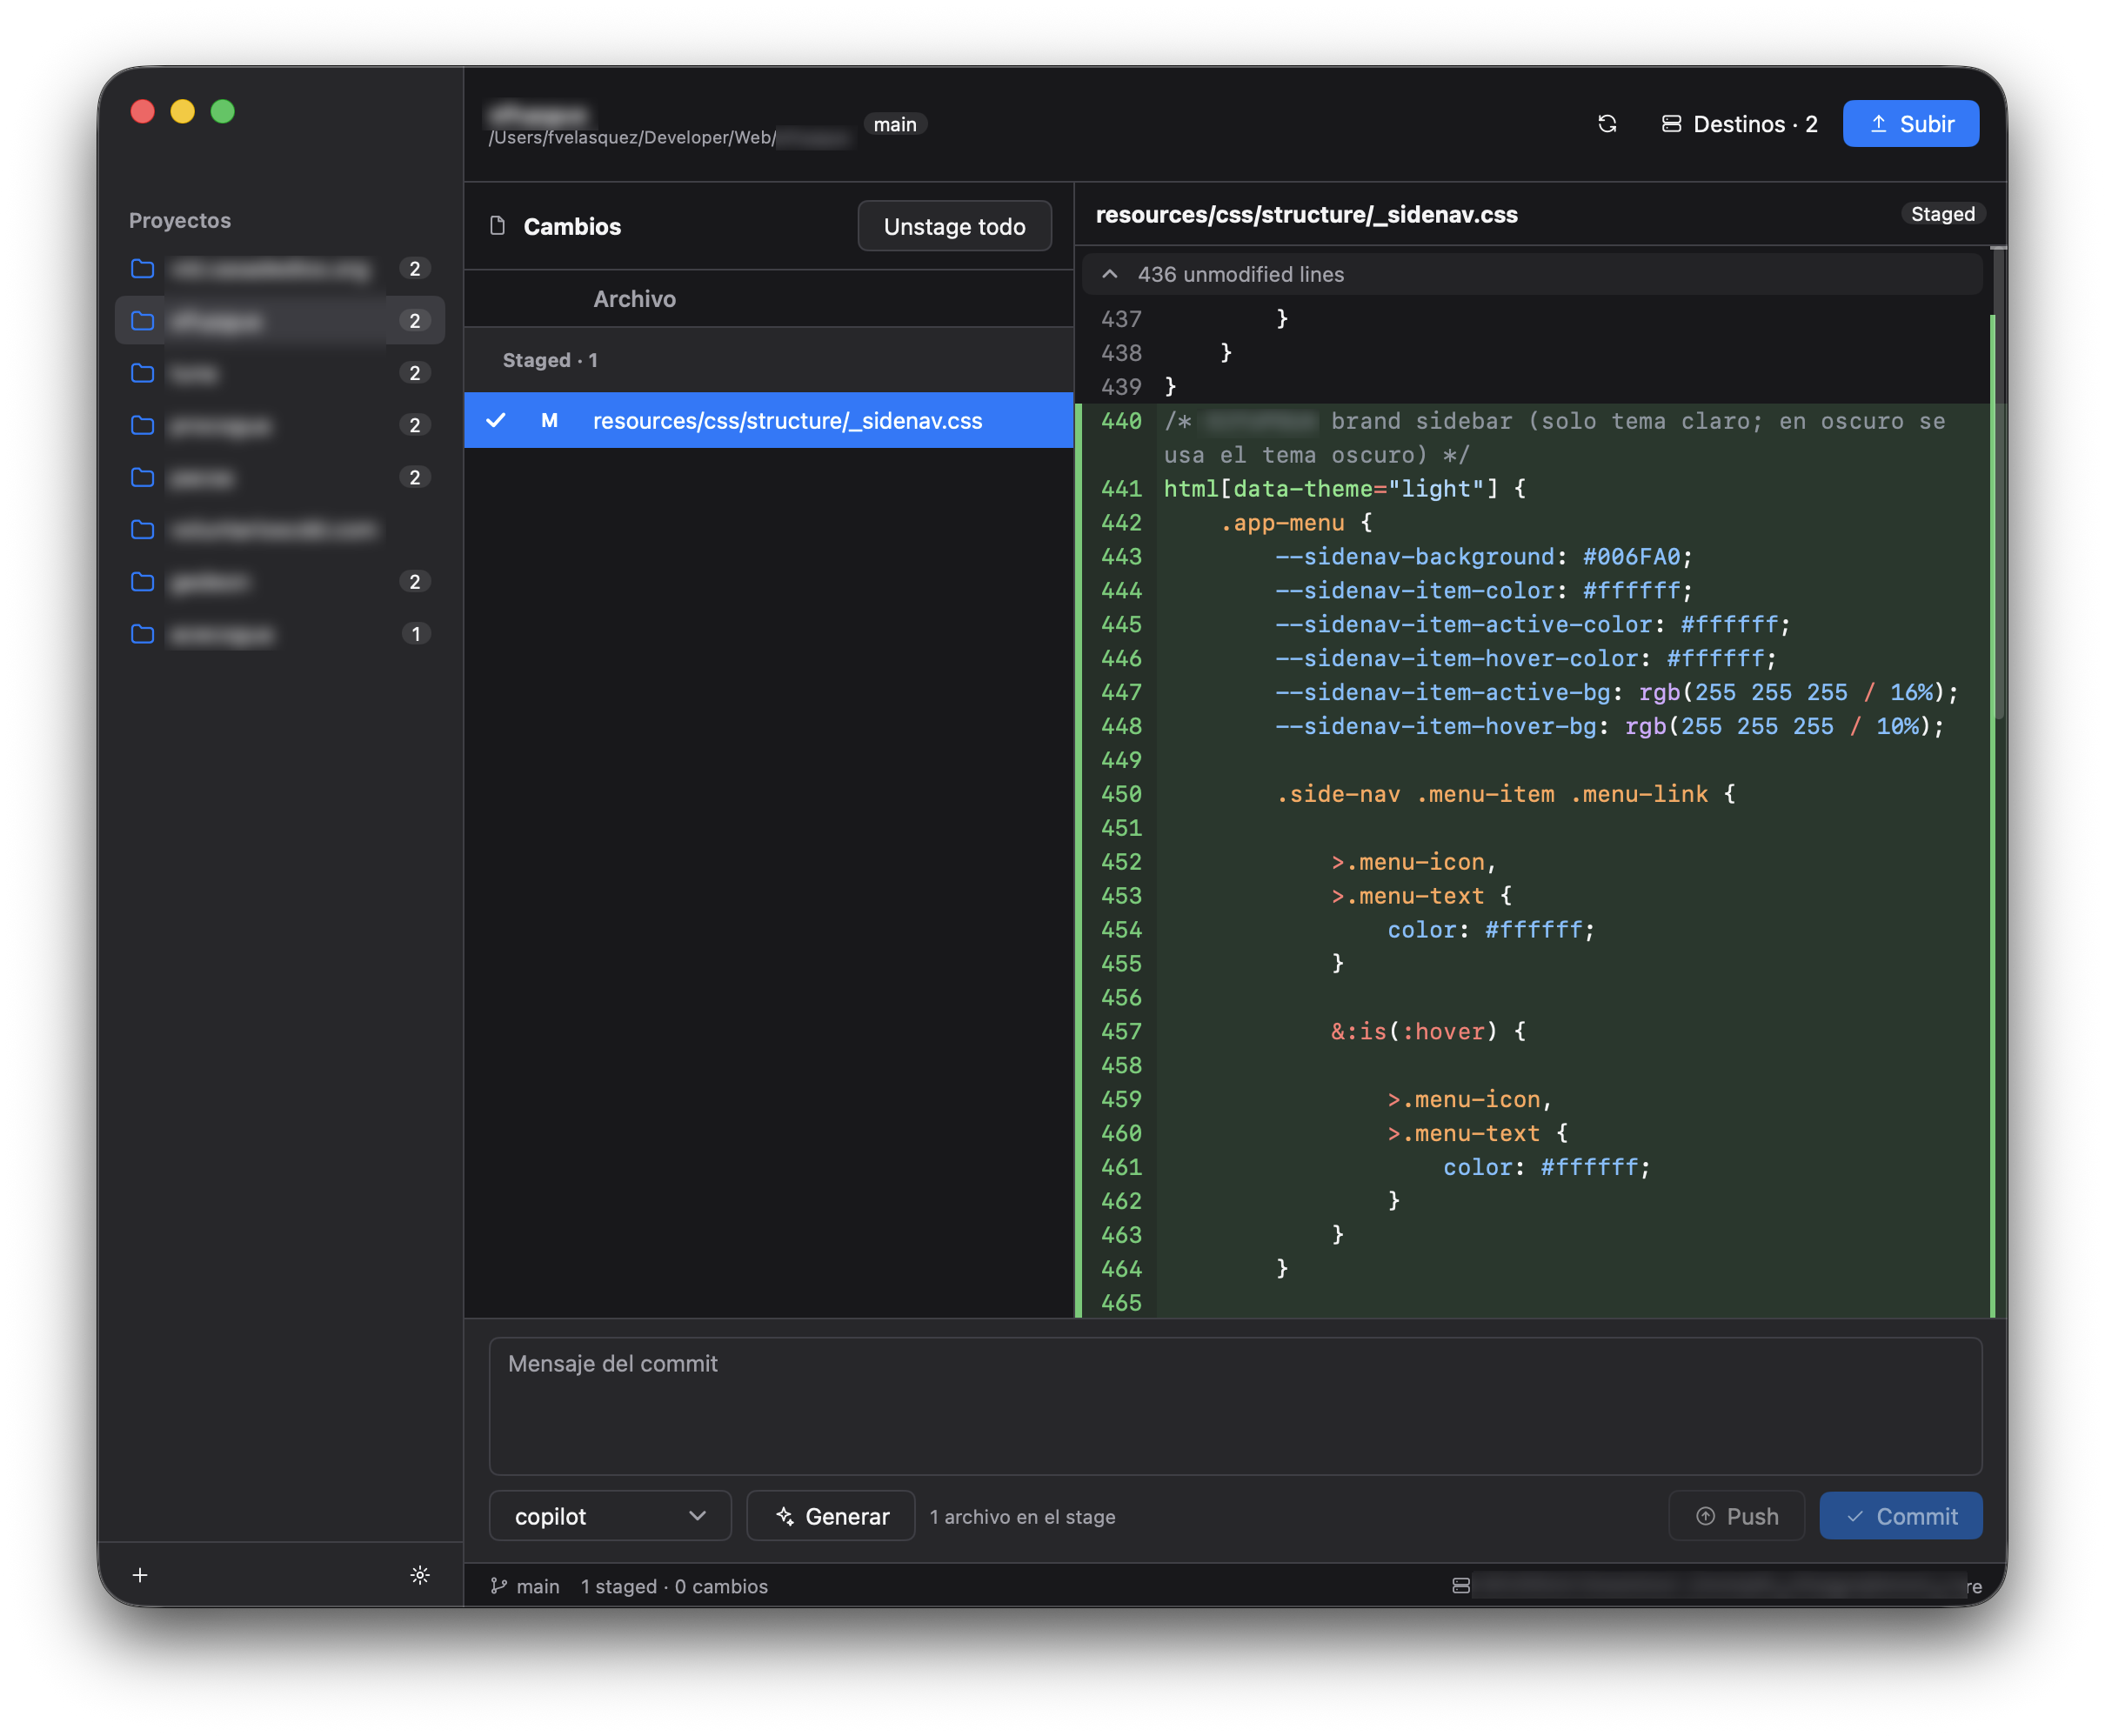 /Users/fvelasquez/Developer/Web/
main
Destinos · 2
Subir
Proyectos
2
2
2
2
2
2
1
Cambios
Unstage todo
Archivo
Staged · 1
M resources/css/structure/_sidenav.css
resources/css/structure/_sidenav.css
Staged
436 unmodified lines
437 }
438 }
439 }
440 /* brand sidebar (solo tema claro; en oscuro se
usa el tema oscuro) */
441 html[data-theme="light"] {
442 .app-menu {
443 --sidenav-background: #006FA0;
444 --sidenav-item-color: #ffffff;
445 --sidenav-item-active-color: #ffffff;
446 --sidenav-item-hover-color: #ffffff;
447 --sidenav-item-active-bg: rgb(255 255 255 / 16%);
448 --sidenav-item-hover-bg: rgb(255 255 255 / 10%);
449
450 .side-nav .menu-item .menu-link {
451
452 >.menu-icon,
453 >.menu-text {
454 color: #ffffff;
455 }
456
457 &:is(:hover) {
458
459 >.menu-icon,
460 >.menu-text {
461 color: #ffffff;
462 }
463 }
464 }
465
Mensaje del commit
copilot
Generar
1 archivo en el stage
Push
Commit
main
1 staged · 0 cambios
re